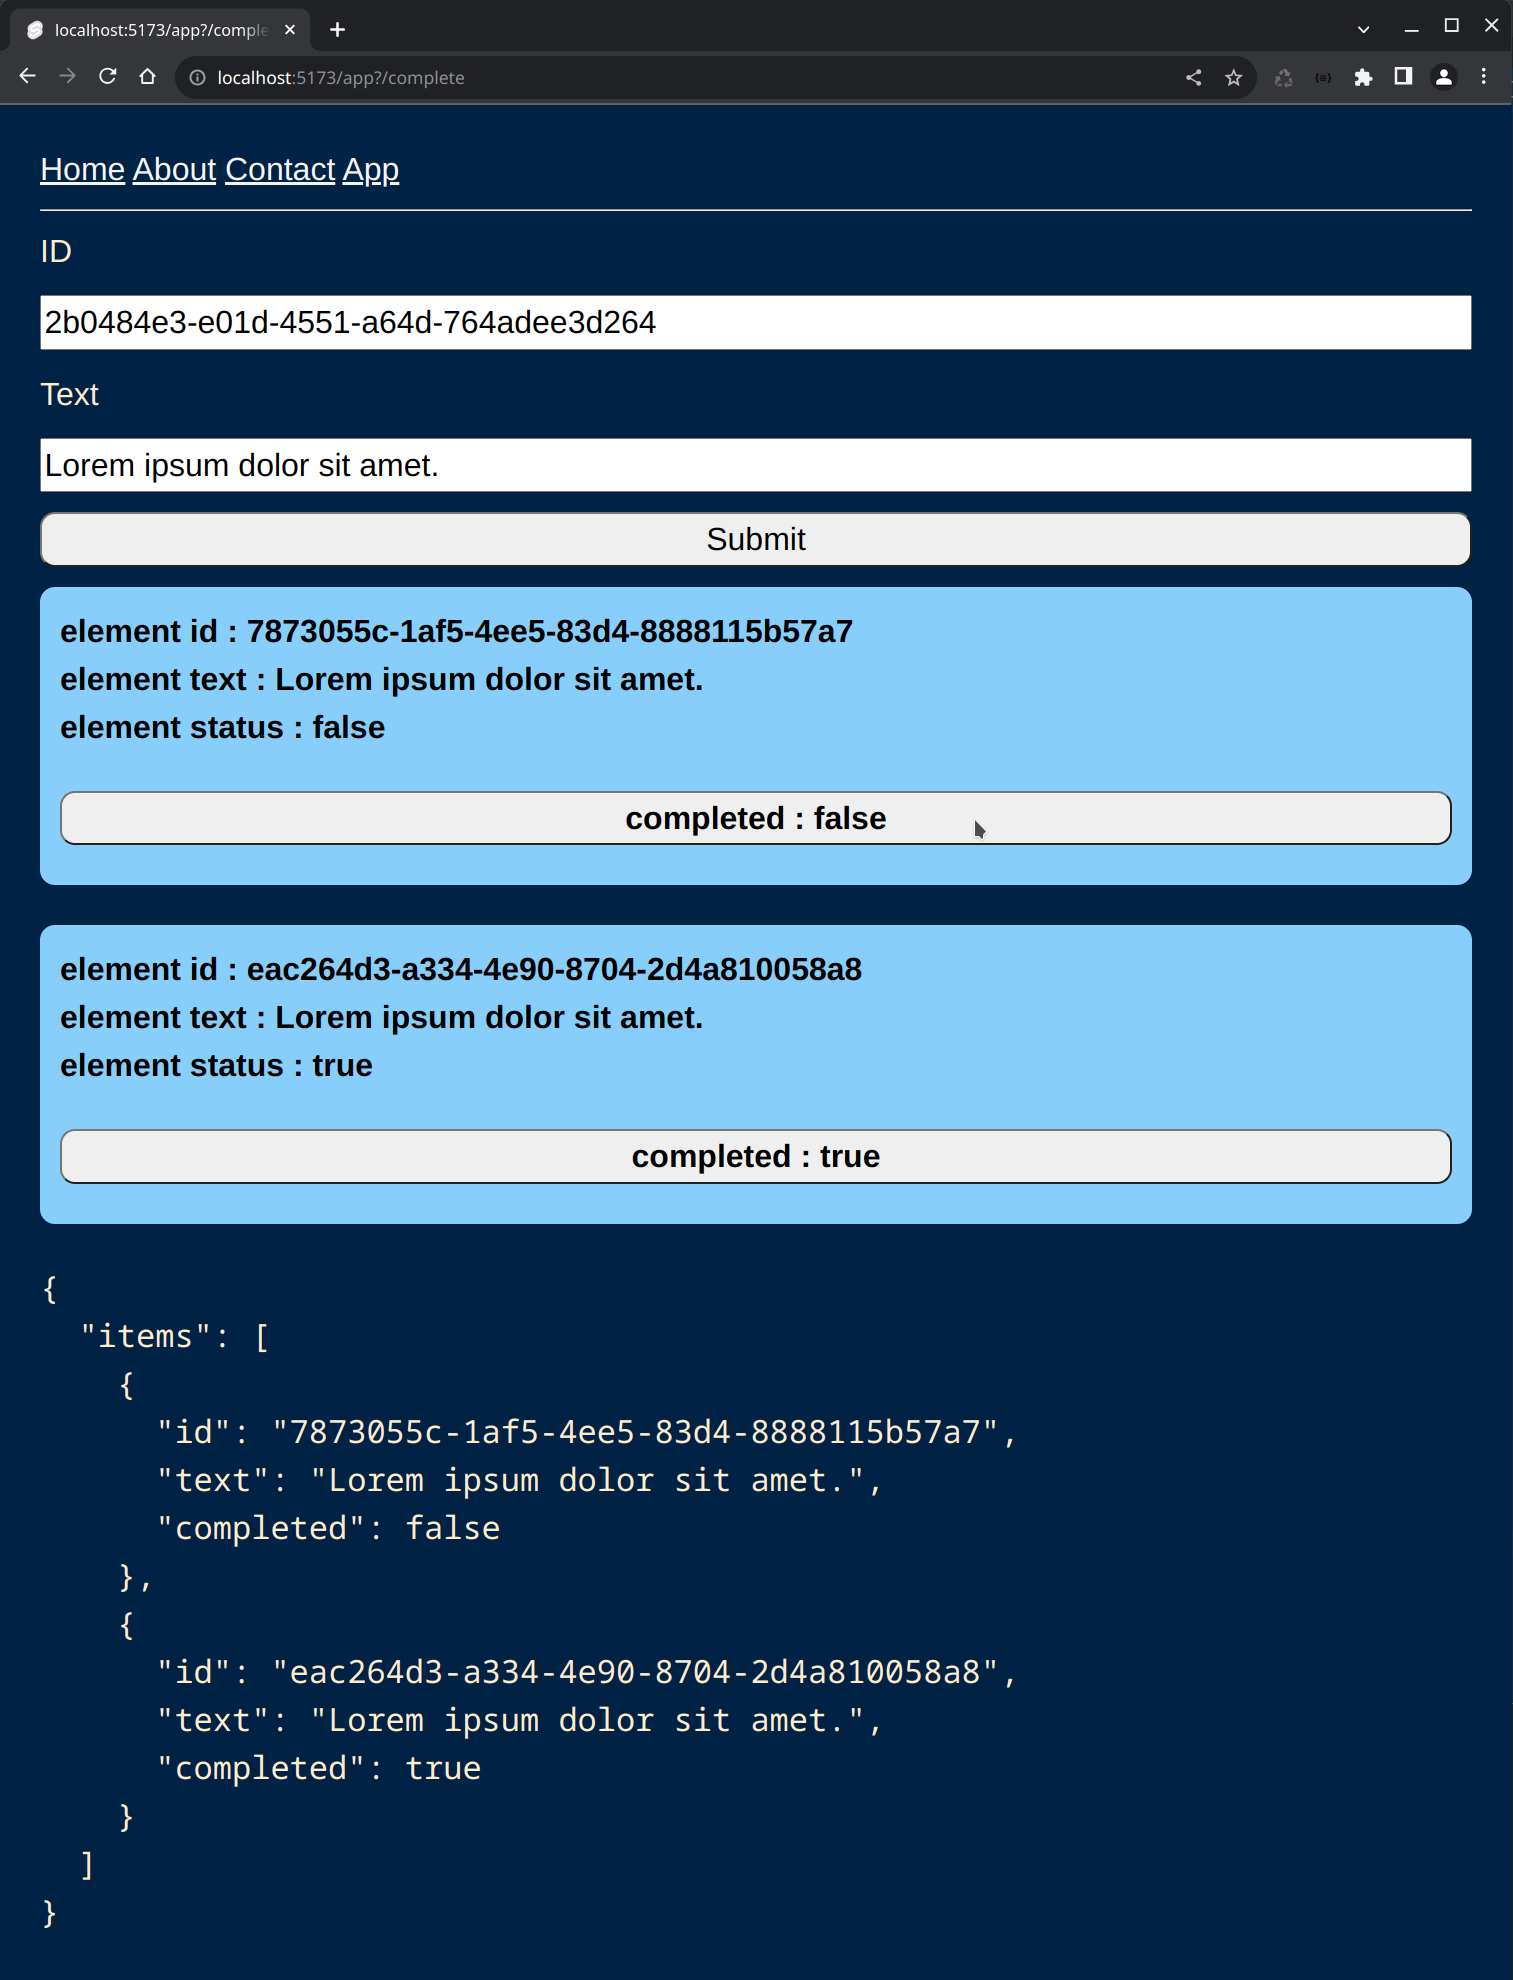 localhost:5173/app?/comple
localhost:5173/app?/complete
Home About Contact App
ID
2b0484e3-e01d-4551-a64d-764adee3d264
Text
Lorem ipsum dolor sit amet.
Submit
element id : 7873055c-1af5-4ee5-83d4-8888115b57a7
element text : Lorem ipsum dolor sit amet.
element status : false
completed : false
element id : eac264d3-a334-4e90-8704-2d4a810058a8
element text : Lorem ipsum dolor sit amet.
element status : true
completed : true
{
  "items": [
    {
      "id": "7873055c-1af5-4ee5-83d4-8888115b57a7",
      "text": "Lorem ipsum dolor sit amet.",
      "completed": false
    },
    {
      "id": "eac264d3-a334-4e90-8704-2d4a810058a8",
      "text": "Lorem ipsum dolor sit amet.",
      "completed": true
    }
  ]
}